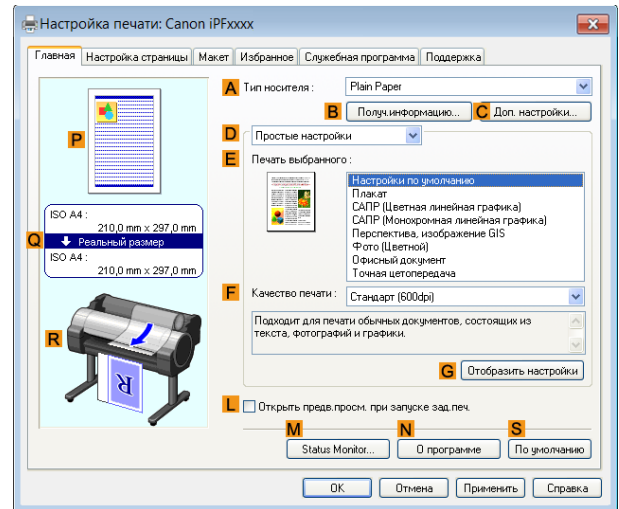 Настройка печати: Canon iPFxxxx
Главная Настройка страницы Макет Избранное Служебная программа Поддержка
A Тип носителя : Plain Paper
B Получ.информацию... C Доп. настройки...
D Простые настройки
E Печать выбранного :
Настройки по умолчанию
Плакат
САПР (Цветная линейная графика)
САПР (Монохромная линейная графика)
Перспектива, изображение GIS
Фото (Цветной)
Офисный документ
Точная цетопередача
P
ISO A4 :
210,0 mm x 297,0 mm
Q Реальный размер
ISO A4 :
210,0 mm x 297,0 mm
F Качество печати : Стандарт (600dpi)
Подходит для печати обычных документов, состоящих из
текста, фотографий и графики.
R
G Отобразить настройки
L Открыть предв.просм. при запуске зад.печ.
M N S
Status Monitor... О программе По умолчанию
OK Отмена Применить Справка